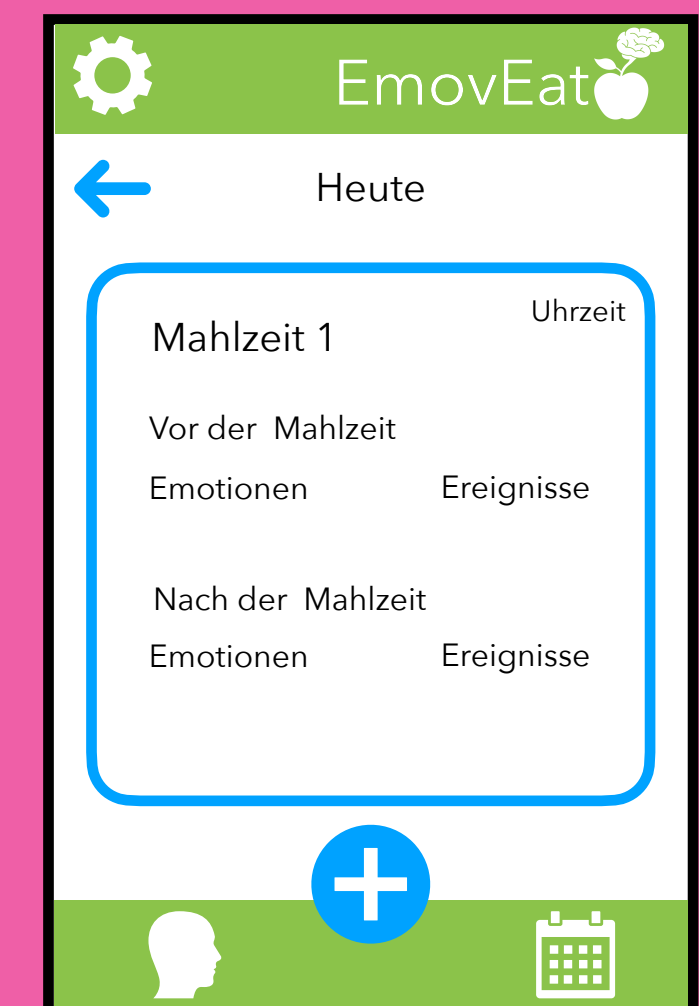 EmovEat
Heute
Uhrzeit
Mahlzeit 1
Vor der Mahlzeit
Emotionen Ereignisse
Nach der Mahlzeit
Emotionen Ereignisse